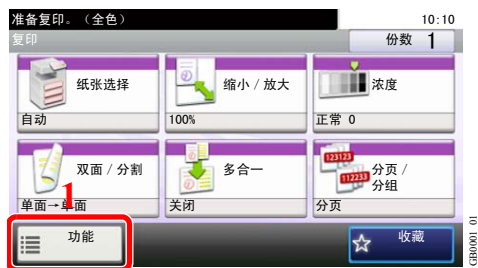 准备复印。（全色） 10:10
复印 份数 1
纸张选择 缩小 / 放大 浓度
自动 100% 正常 0
双面 / 分割 多合一 123123 112233 分页 /
分组
1
单面→单面 关闭 分页
功能 收藏
GB0001_01